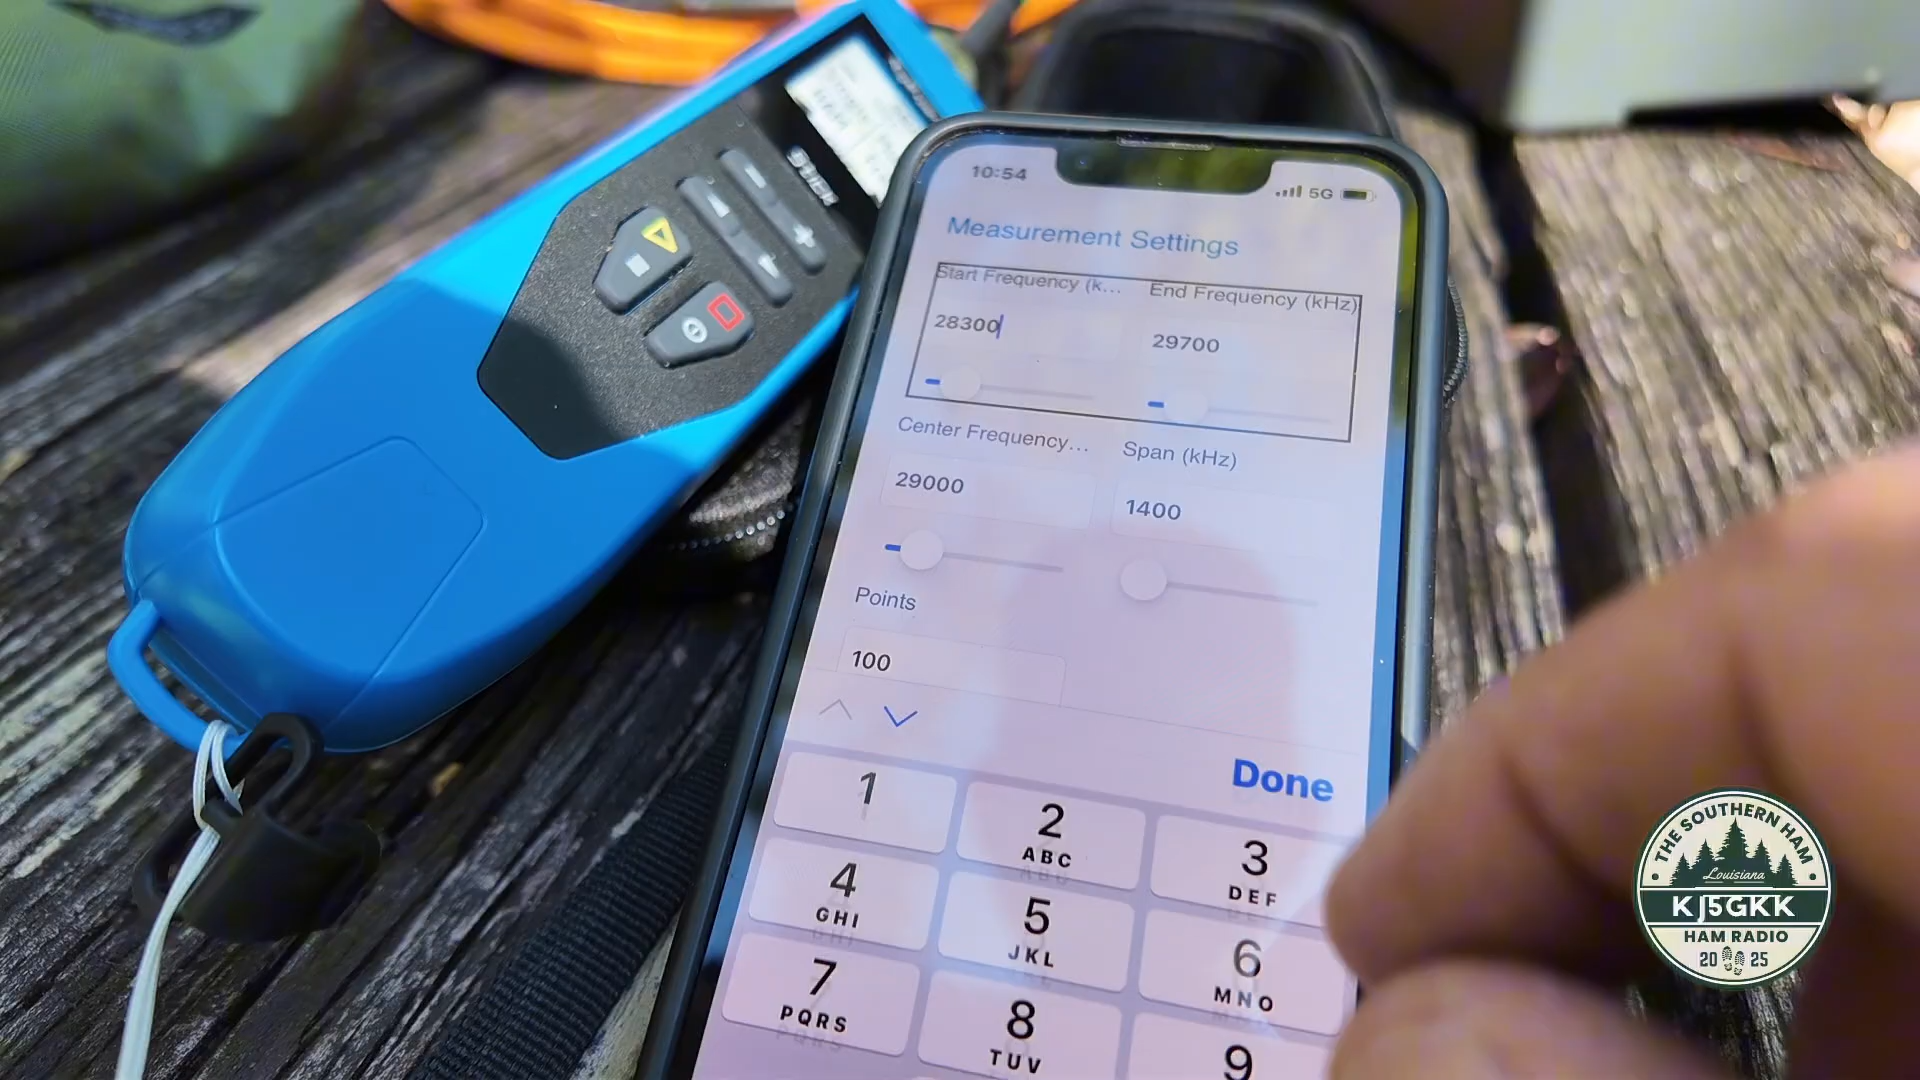 10:54
5G
Measurement Settings
Start Frequency (k...
End Frequency (kHz)
28300
29700
Center Frequency...
Span (kHz)
29000
1400
Points
100
Done
1
2
ABC
3
DEF
4
GHI
5
JKL
6
MNO
7
PQRS
8
TUV
9
THE SOUTHERN HAM
Louisiana
KJ5GKK
HAM RADIO
20 25